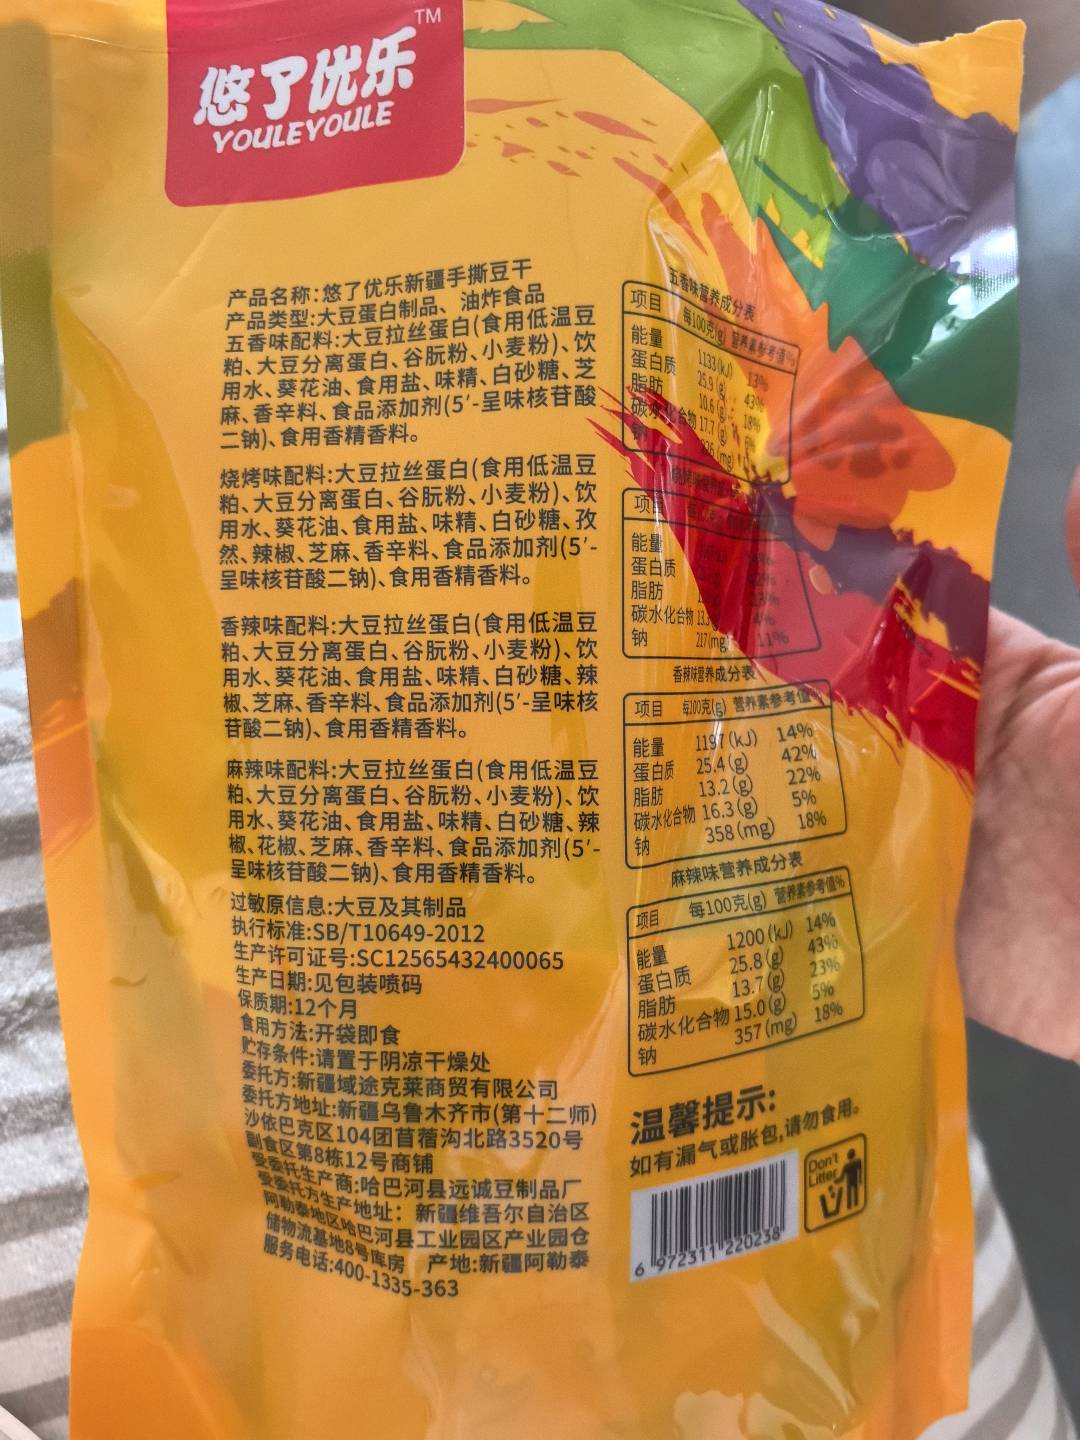 TM
悠了优乐
YOULEYOULE
产品名称:悠了优乐新疆手撕豆干
产品类型:大豆蛋白制品、油炸食品
五香味配料:大豆拉丝蛋白(食用低温豆
粕、大豆分离蛋白、谷朊粉、小麦粉)、饮
用水、葵花油、食用盐、味精、白砂糖、芝
麻、香辛料、食品添加剂(5′-呈味核苷酸
二钠)、食用香精香料。
烧烤味配料:大豆拉丝蛋白(食用低温豆
粕、大豆分离蛋白、谷朊粉、小麦粉)、饮
用水、葵花油、食用盐、味精、白砂糖、孜
然、辣椒、芝麻、香辛料、食品添加剂(5′-
呈味核苷酸二钠)、食用香精香料。
香辣味配料:大豆拉丝蛋白(食用低温豆
粕、大豆分离蛋白、谷朊粉、小麦粉)、饮
用水、葵花油、食用盐、味精、白砂糖、辣
椒、芝麻、香辛料、食品添加剂(5′-呈味核
苷酸二钠)、食用香精香料。
麻辣味配料:大豆拉丝蛋白(食用低温豆
粕、大豆分离蛋白、谷朊粉、小麦粉)、饮
用水、葵花油、食用盐、味精、白砂糖、辣
椒、花椒、芝麻、香辛料、食品添加剂(5′-
呈味核苷酸二钠)、食用香精香料。
过敏原信息:大豆及其制品
执行标准:SB/T10649-2012
生产许可证号:SC12565432400065
生产日期:见包装喷码
保质期:12个月
食用方法:开袋即食
贮存条件:请置于阴凉干燥处
委托方:新疆域途克莱商贸有限公司
委托方地址:新疆乌鲁木齐市(第十二师)
沙依巴克区104团苜蓿沟北路3520号
副食区第8栋12号商铺
受委托生产商:哈巴河县远诚豆制品厂
受委托方生产地址: 新疆维吾尔自治区
阿勒泰地区哈巴河县工业园区产业园仓
储物流基地8号库房 产地:新疆阿勒泰
服务电话:400-1335-363
五香味营养成分表
项目 每100克(g) 营养素参考值%
能量 1133(kJ) 13%
蛋白质 25.9(g) 43%
脂肪 10.6(g) 18%
碳水化合物 17.7(g) 6%
钠 (mg)
项目
能量
蛋白质
脂肪
碳水化合物
钠 217(mg) 11%
香辣味营养成分表
项目 每100克(g) 营养素参考值%
能量 1197(kJ) 14%
蛋白质 25.4(g) 42%
脂肪 13.2(g) 22%
碳水化合物 16.3(g) 5%
钠 358(mg) 18%
麻辣味营养成分表
项目 每100克(g) 营养素参考值%
能量 1200(kJ) 14%
蛋白质 25.8(g) 43%
脂肪 13.7(g) 23%
碳水化合物 15.0(g) 5%
钠 357(mg) 18%
温馨提示:
如有漏气或胀包,请勿食用。
Don't
Litter
6 972311 220238